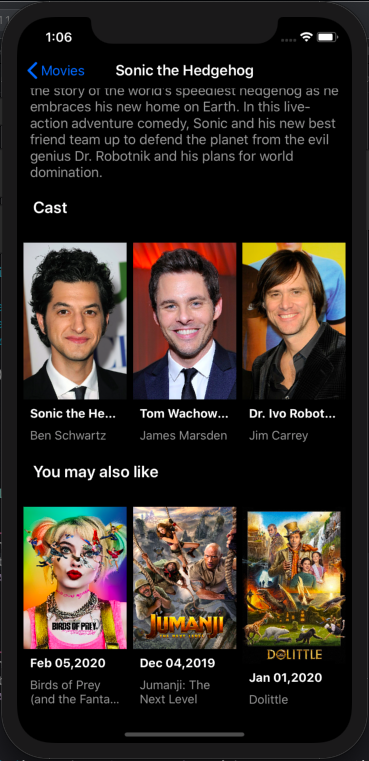 1:06
Movies
Sonic the Hedgehog
the story of the world's speediest hedgehog as he
embraces his new home on Earth. In this live-
action adventure comedy, Sonic and his new best
friend team up to defend the planet from the evil
genius Dr. Robotnik and his plans for world
domination.
Cast
Sonic the He...
Tom Wachow...
Dr. Ivo Robot...
Ben Schwartz
James Marsden
Jim Carrey
You may also like
BIRDS OF PREY
JUMANJI
THE NEXT LEVEL
DOLITTLE
Feb 05,2020
Dec 04,2019
Jan 01,2020
Birds of Prey
(and the Fanta...
Jumanji: The
Next Level
Dolittle